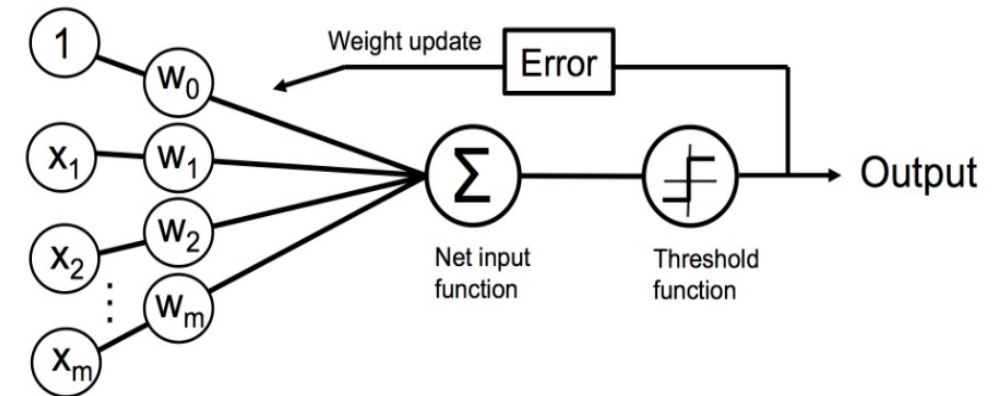 1
W₀
Weight update
Error
X₁
W₁
Σ
Output
X₂
W₂
Net input
function
Threshold
function
⋮
Wₘ
Xₘ